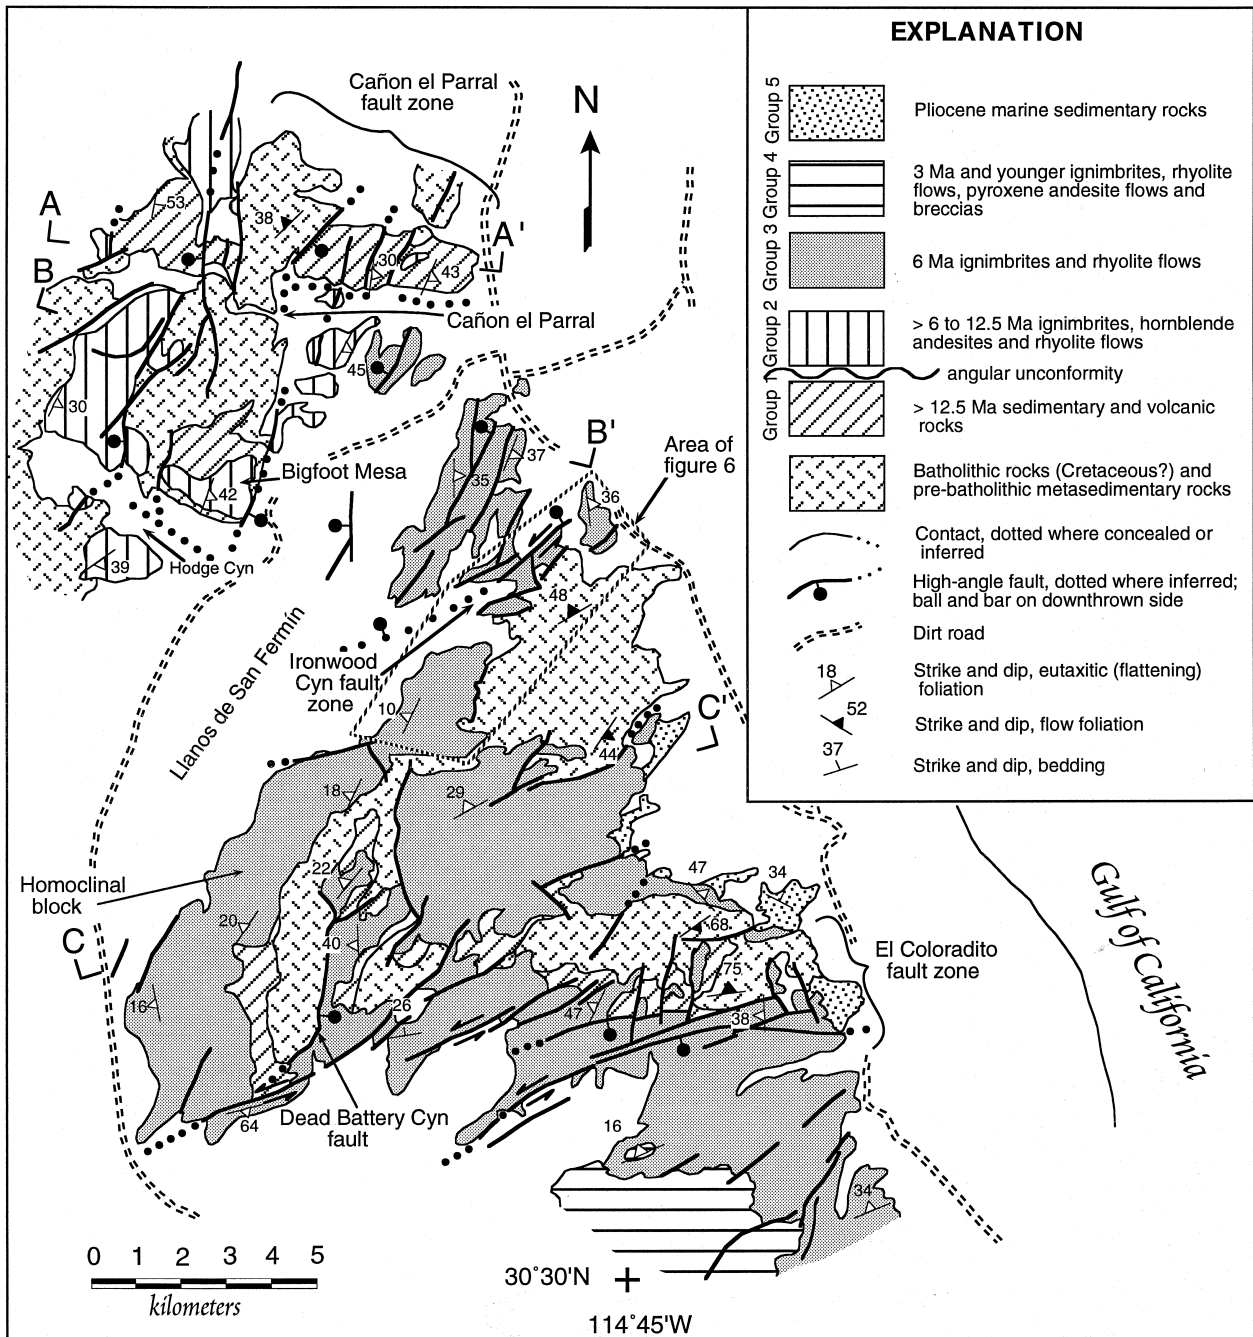 EXPLANATION
Group 5
Pliocene marine sedimentary rocks
Group 4
3 Ma and younger ignimbrites, rhyolite
flows, pyroxene andesite flows and
breccias
Group 3
6 Ma ignimbrites and rhyolite flows
Group 2
> 6 to 12.5 Ma ignimbrites, hornblende
andesites and rhyolite flows
angular unconformity
Group 1
> 12.5 Ma sedimentary and volcanic
rocks
Batholithic rocks (Cretaceous?) and
pre-batholithic metasedimentary rocks
Contact, dotted where concealed or
inferred
High-angle fault, dotted where inferred;
ball and bar on downthrown side
Dirt road
18
Strike and dip, eutaxitic (flattening)
foliation
52
Strike and dip, flow foliation
37
Strike and dip, bedding
Cañon el Parral
fault zone
N
A
53
38
A'
B
30
43
Cañon el Parral
45
30
B'
Area of
figure 6
37
35
Bigfoot Mesa
42
36
39
Hodge Cyn
48
Llanos de San Fermín
Ironwood
Cyn fault
zone
10
C'
44
18
29
22
47
34
Homoclinal
block
20
68
C
40
El Coloradito
fault zone
75
16
26
47
38
Gulf of California
Dead Battery Cyn
fault
64
16
34
0 1 2 3 4 5
kilometers
30°30'N
114°45'W